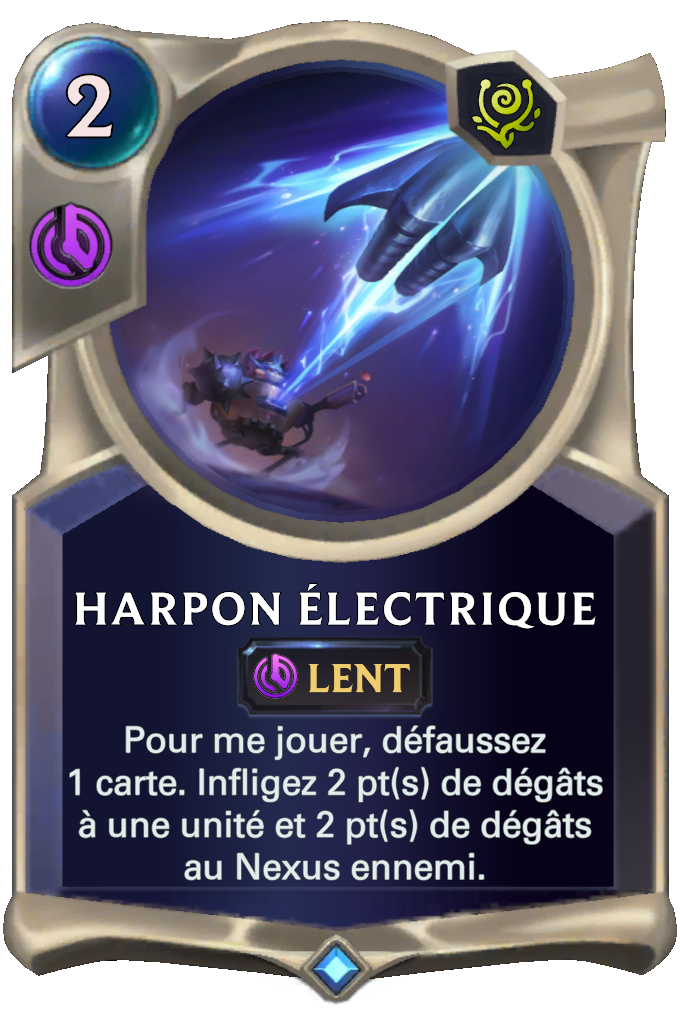 2
HARPON ÉLECTRIQUE
LENT
Pour me jouer, défaussez
1 carte. Infligez 2 pt(s) de dégâts
à une unité et 2 pt(s) de dégâts
au Nexus ennemi.